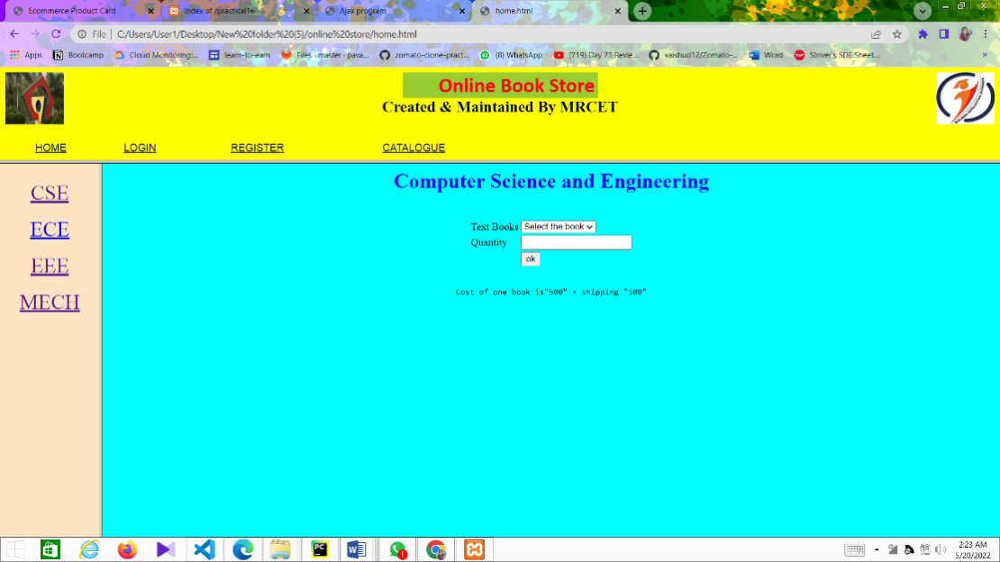 Ecommerce Product Card
Index of /practical16
Ajax program
home.html
File | C:/Users/User1/Desktop/New%20folder%20(5)/online%20store/home.html
Apps Bootcamp Cloud Monitoring:... learn-to-earn Files · master · pava... zomato-clone-pract... (8) WhatsApp (719) Day 71 Revie... vaishud12/Zomato-... Word Striver's SDE Sheet... »
Online Book Store
Created & Maintained By MRCET
HOME LOGIN REGISTER CATALOGUE
CSE
ECE
EEE
MECH
Computer Science and Engineering
Text Books Select the book
Quantity
ok
Cost of one book is"500" + shipping "100"
PC
2:23 AM
5/20/2022